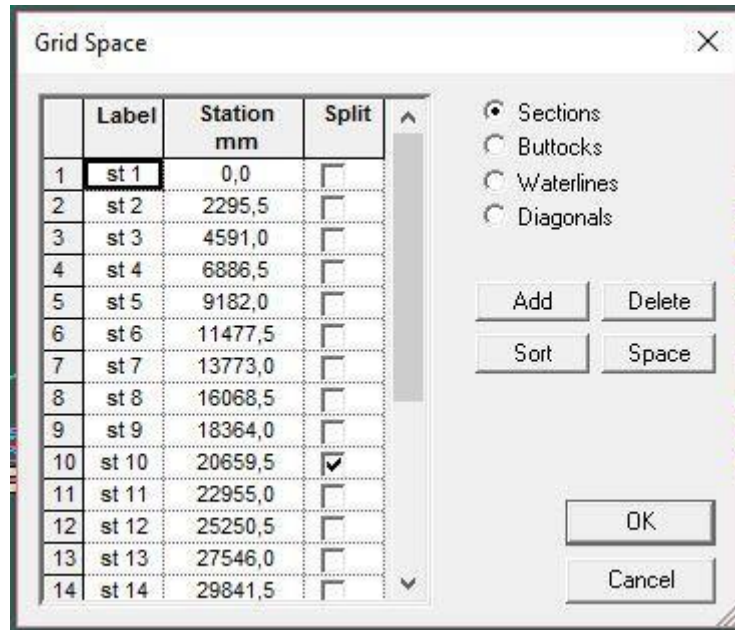 Grid Space
Label Station mm Split
1 st 1 0,0
2 st 2 2295,5
3 st 3 4591,0
4 st 4 6886,5
5 st 5 9182,0
6 st 6 11477,5
7 st 7 13773,0
8 st 8 16068,5
9 st 9 18364,0
10 st 10 20659,5
11 st 11 22955,0
12 st 12 25250,5
13 st 13 27546,0
14 st 14 29841,5
Sections
Buttocks
Waterlines
Diagonals
Add Delete
Sort Space
OK
Cancel